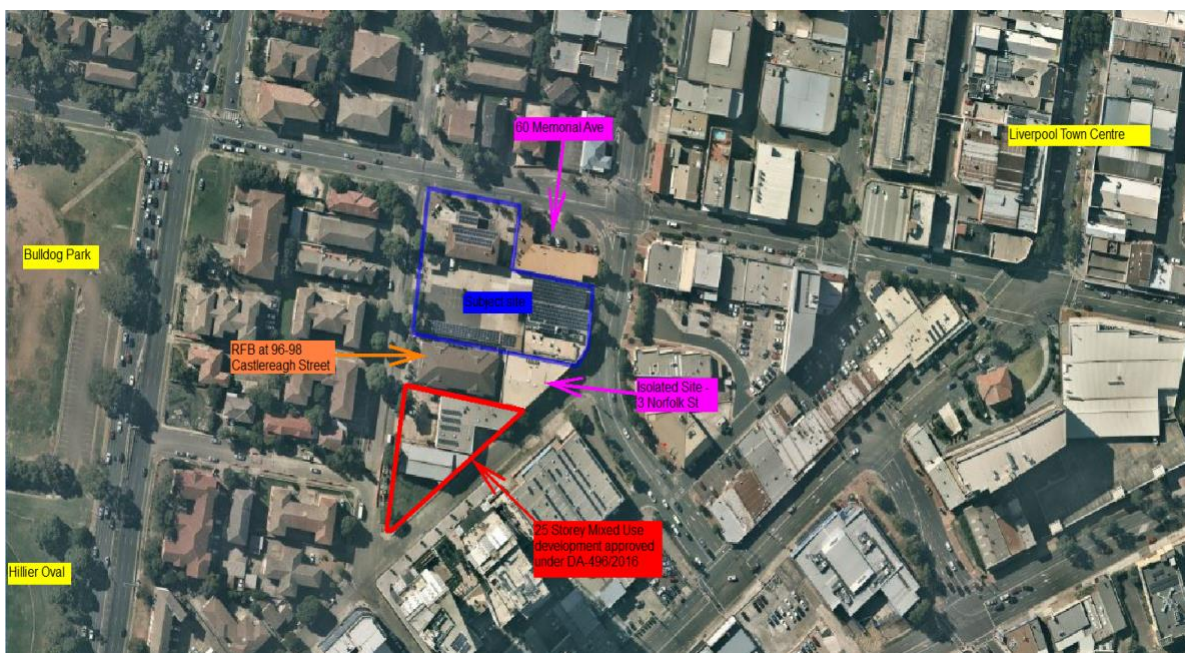 60 Memorial Ave
Liverpool Town Centre
Bulldog Park
Subject site
RFB at 96-98
Castlereagh Street
Isolated Site -
3 Norfolk St
25 Storey Mixed Use
development approved
under DA-496/2016
Hillier Oval